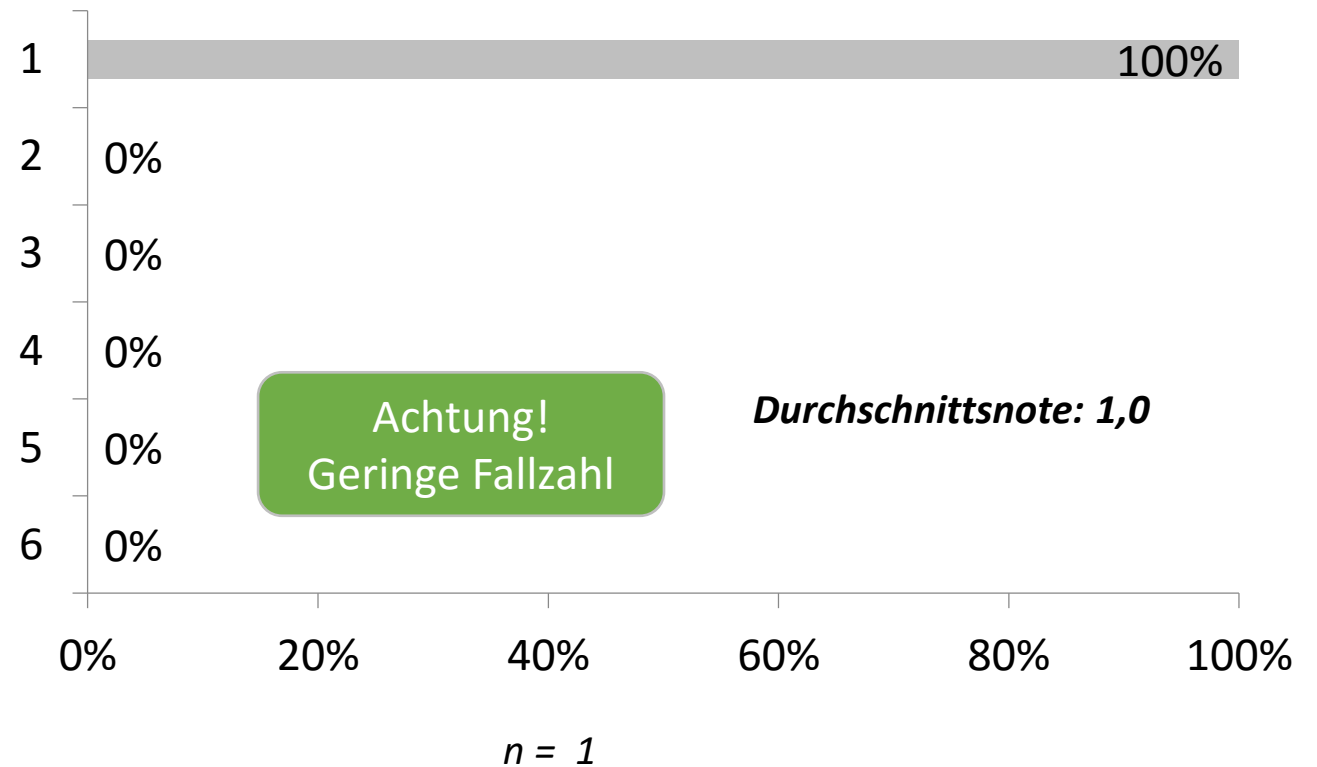 1 100%
2 0%
3 0%
4 0%
5 0%
6 0%
Achtung!
Geringe Fallzahl
Durchschnittsnote: 1,0
0% 20% 40% 60% 80% 100%
n = 1